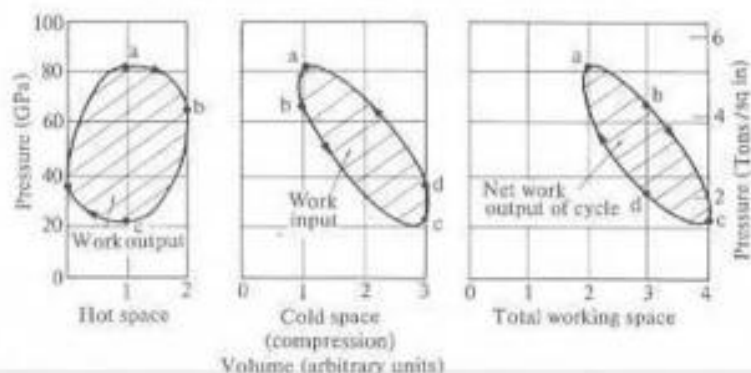 100
80
60
40
20
0
Pressure (GPa)
a
b
c
Work output
1
2
Hot space
a
b
d
c
Work
input
0
1
2
3
Cold space
(compression)
Volume (arbitrary units)
a
b
d
c
Net work
output of cycle
0
1
2
3
4
Total working space
6
4
2
Pressure (Tons/sq in)